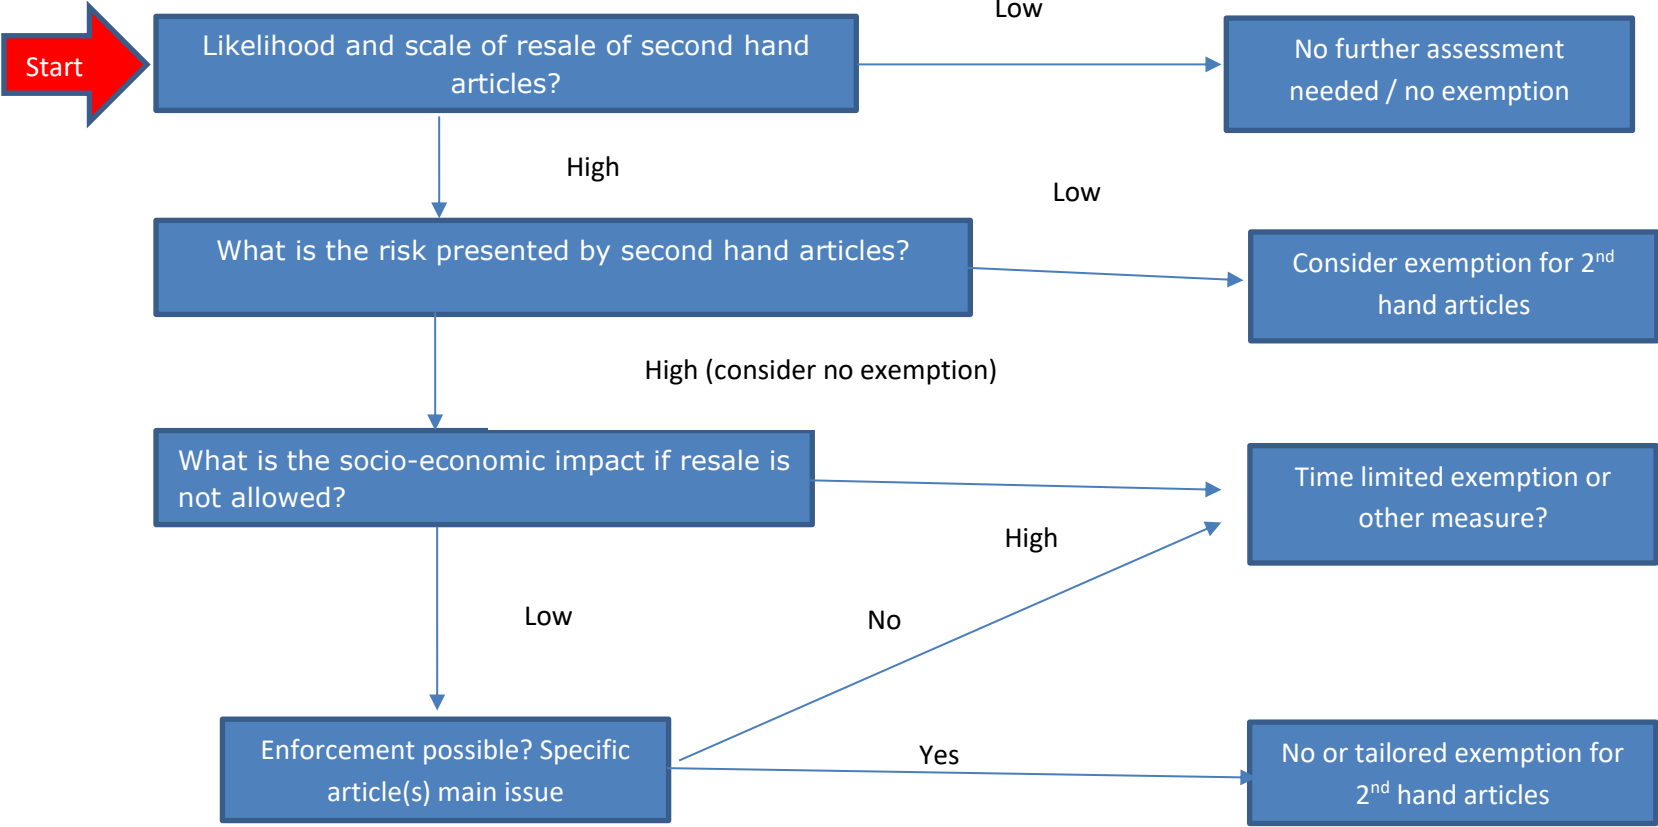 Low
Start
Likelihood and scale of resale of second hand
articles?
No further assessment
needed / no exemption
High
Low
What is the risk presented by second hand articles?
Consider exemption for 2nd
hand articles
High (consider no exemption)
What is the socio-economic impact if resale is
not allowed?
Time limited exemption or
other measure?
High
Low
No
Enforcement possible? Specific
article(s) main issue
Yes
No or tailored exemption for
2nd hand articles